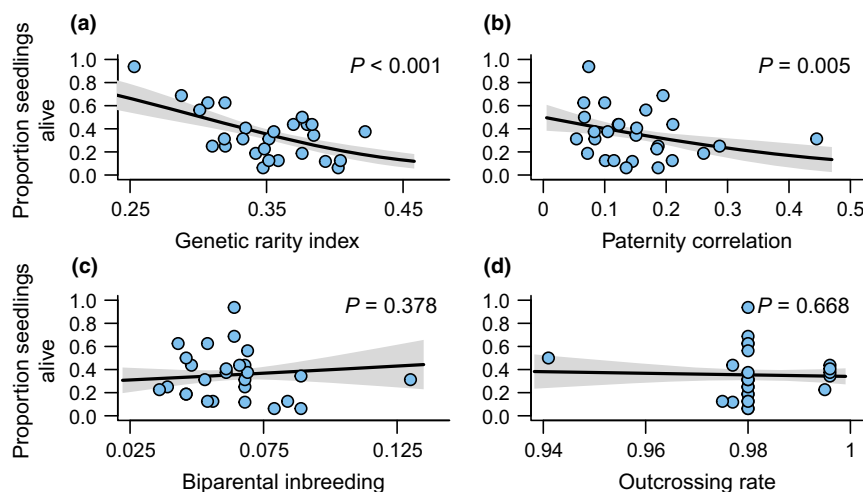 (a)
P < 0.001
1.0
0.8
0.6
0.4
0.2
0.0
Proportion seedlings
alive
0.25
0.35
0.45
Genetic rarity index
(b)
P = 0.005
1.0
0.8
0.6
0.4
0.2
0.0
0
0.1
0.2
0.3
0.4
0.5
Paternity correlation
(c)
P = 0.378
1.0
0.8
0.6
0.4
0.2
0.0
Proportion seedlings
alive
0.025
0.075
0.125
Biparental inbreeding
(d)
P = 0.668
1.0
0.8
0.6
0.4
0.2
0.0
0.94
0.96
0.98
1
Outcrossing rate